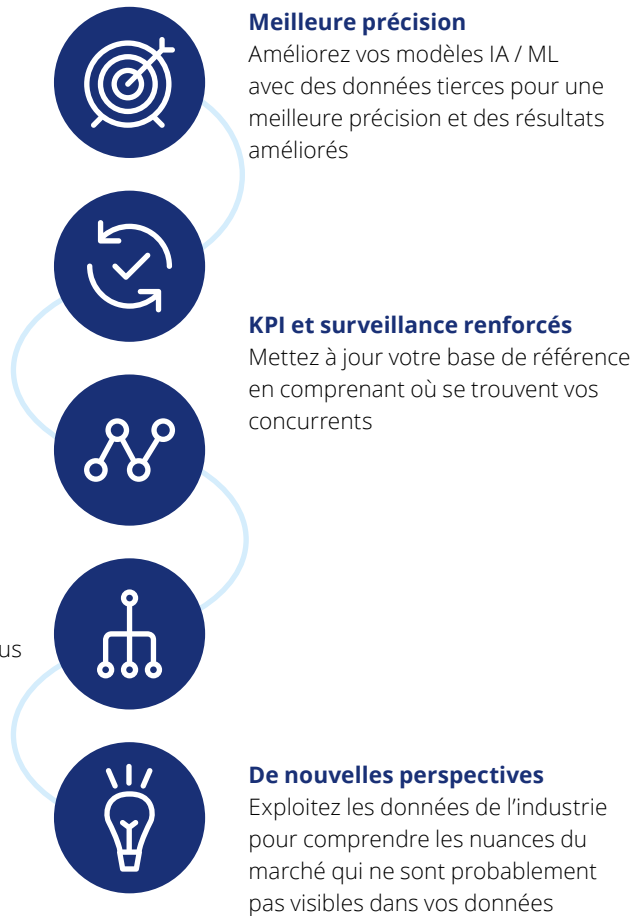 Meilleure précision
Améliorez vos modèles IA / ML
avec des données tierces pour une
meilleure précision et des résultats
améliorés
KPI et surveillance renforcés
Mettez à jour votre base de référence
en comprenant où se trouvent vos
concurrents
us
De nouvelles perspectives
Exploitez les données de l’industrie
pour comprendre les nuances du
marché qui ne sont probablement
pas visibles dans vos données